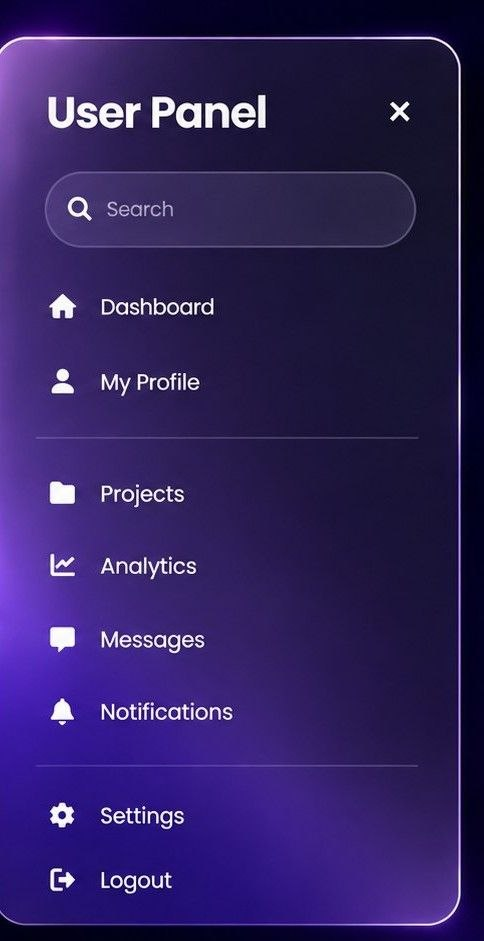 User Panel
Search
Dashboard
My Profile
Projects
Analytics
Messages
Notifications
Settings
Logout